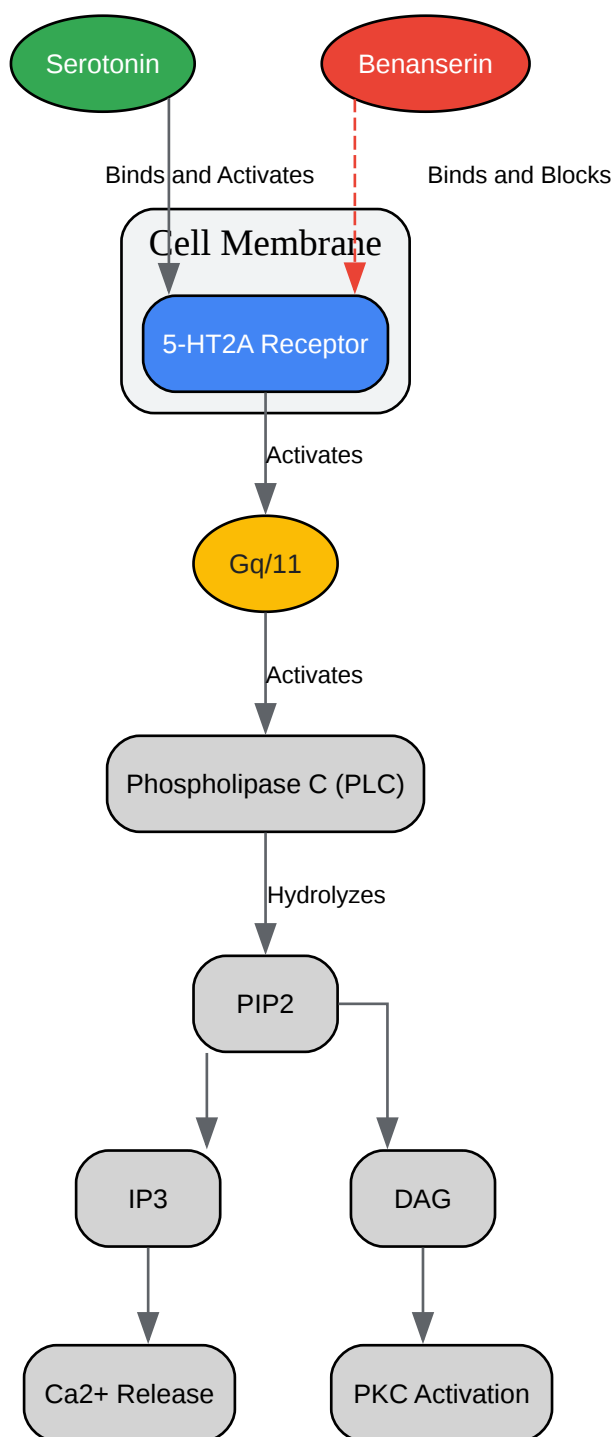 Serotonin
Benanserin
Binds and Activates
Binds and Blocks
Cell Membrane
5-HT2A Receptor
Activates
Gq/11
Activates
Phospholipase C (PLC)
Hydrolyzes
PIP2
IP3
DAG
Ca2+ Release
PKC Activation